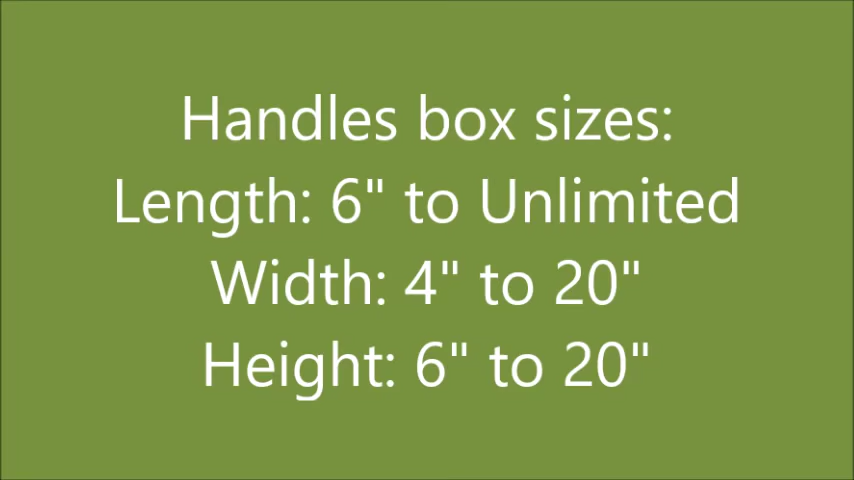 Handles box sizes:
Length: 6" to Unlimited
Width: 4" to 20"
Height: 6" to 20"